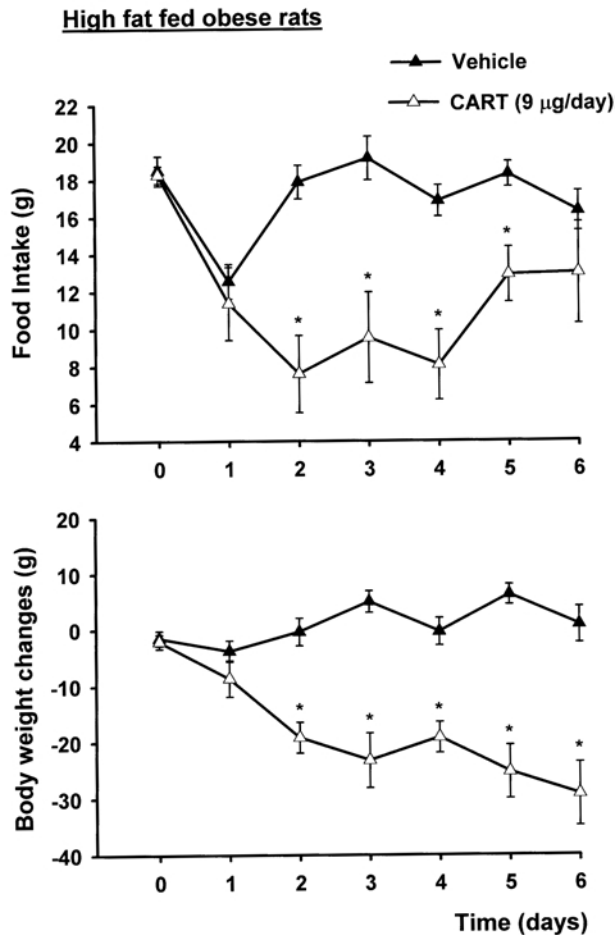 High fat fed obese rats
Vehicle
CART (9 μg/day)
Food Intake (g)
22
20
18
16
14
12
10
8
6
4
* * * *
0 1 2 3 4 5 6
Body weight changes (g)
20
10
0
-10
-20
-30
-40
* * * * *
0 1 2 3 4 5 6
Time (days)